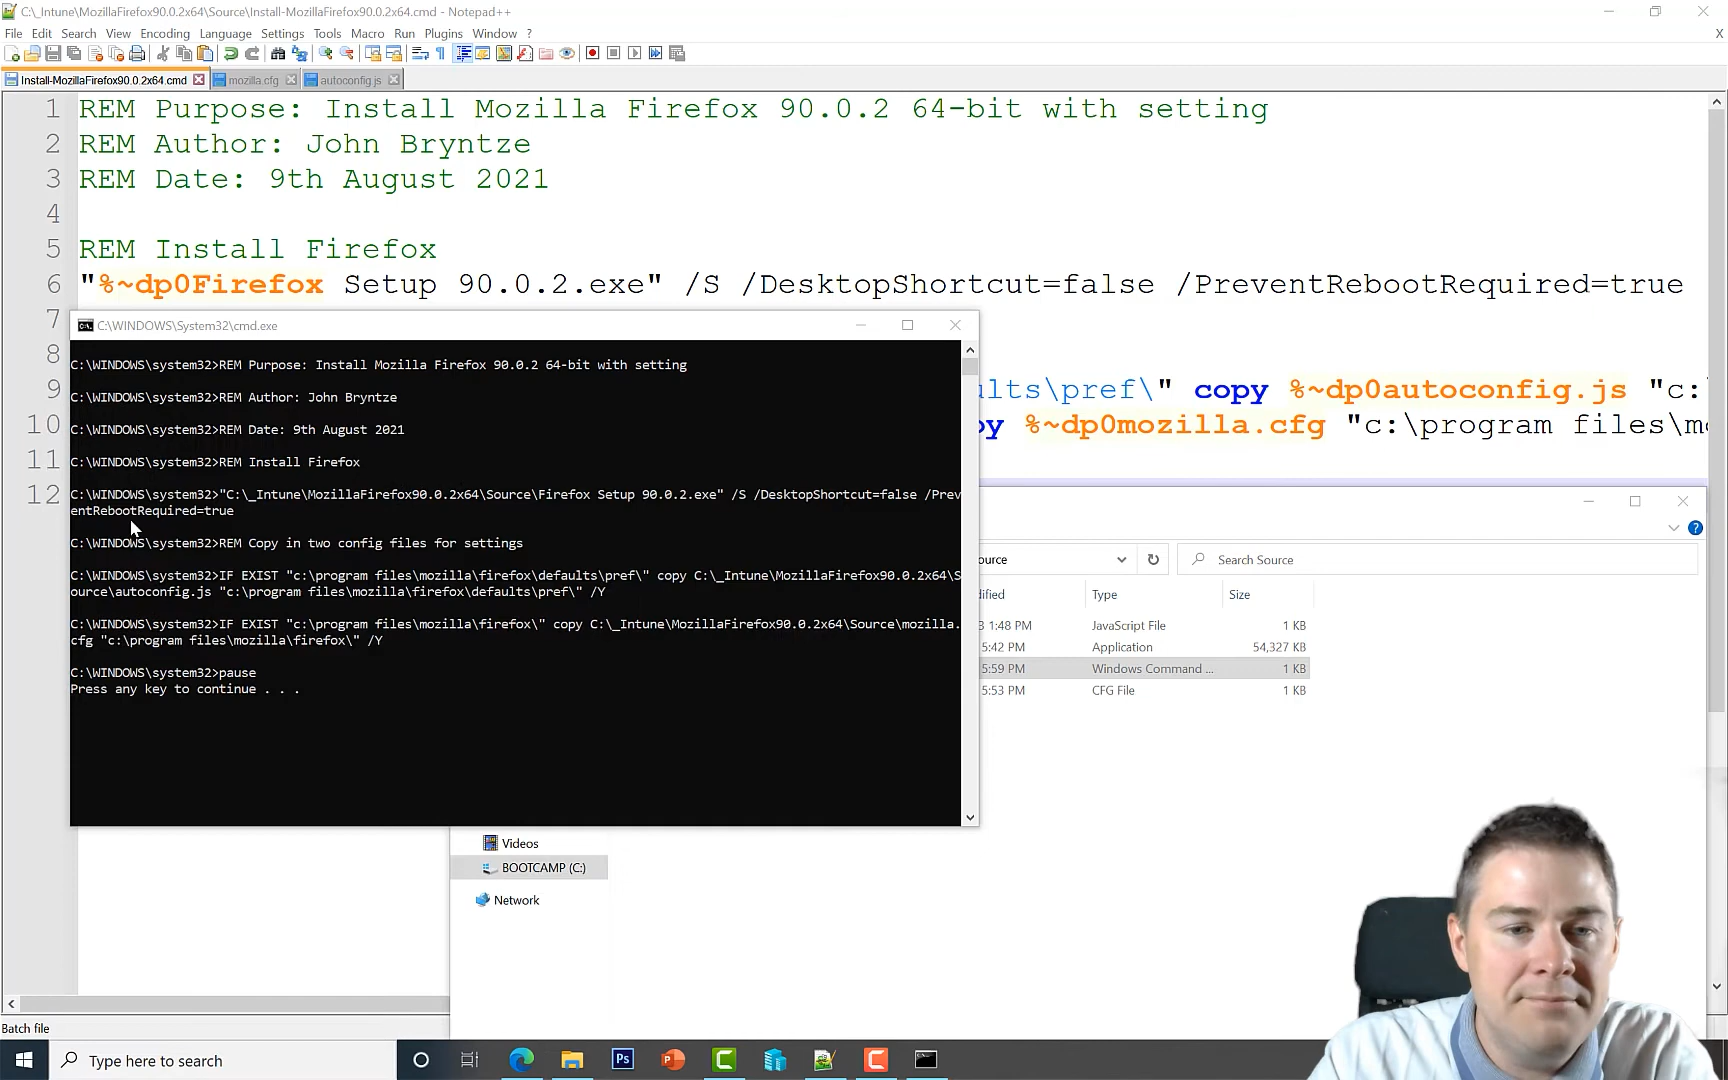 C:\_Intune\MozillaFirefox90.0.2x64\Source\Install-MozillaFirefox90.0.2x64.cmd - Notepad++
File Edit Search View Encoding Language Settings Tools Macro Run Plugins Window ? X
Install-MozillaFirefox90.0.2x64.cmd mozilla.cfg autoconfig.js
1 REM Purpose: Install Mozilla Firefox 90.0.2 64-bit with setting
2 REM Author: John Bryntze
3 REM Date: 9th August 2021
4
5 REM Install Firefox
6 "%~dp0Firefox Setup 90.0.2.exe" /S /DesktopShortcut=false /PreventRebootRequired=true
7
8
9 ults\pref\" copy %~dp0autoconfig.js "c:\
10 py %~dp0mozilla.cfg "c:\program files\mo
11
12
C:\WINDOWS\System32\cmd.exe
C:\WINDOWS\system32>REM Purpose: Install Mozilla Firefox 90.0.2 64-bit with setting
C:\WINDOWS\system32>REM Author: John Bryntze
C:\WINDOWS\system32>REM Date: 9th August 2021
C:\WINDOWS\system32>REM Install Firefox
C:\WINDOWS\system32>"C:\_Intune\MozillaFirefox90.0.2x64\Source\Firefox Setup 90.0.2.exe" /S /DesktopShortcut=false /Prev
entRebootRequired=true
C:\WINDOWS\system32>REM Copy in two config files for settings
C:\WINDOWS\system32>IF EXIST "c:\program files\mozilla\firefox\defaults\pref\" copy C:\_Intune\MozillaFirefox90.0.2x64\S
ource\autoconfig.js "c:\program files\mozilla\firefox\defaults\pref\" /Y
C:\WINDOWS\system32>IF EXIST "c:\program files\mozilla\firefox\" copy C:\_Intune\MozillaFirefox90.0.2x64\Source\mozilla.
cfg "c:\program files\mozilla\firefox\" /Y
C:\WINDOWS\system32>pause
Press any key to continue . . .
ource Search Source
dified Type Size
3 1:48 PM JavaScript File 1 KB
5:42 PM Application 54,327 KB
5:59 PM Windows Command ... 1 KB
5:53 PM CFG File 1 KB
Videos
BOOTCAMP (C:)
Network
Batch file
Type here to search
Ps